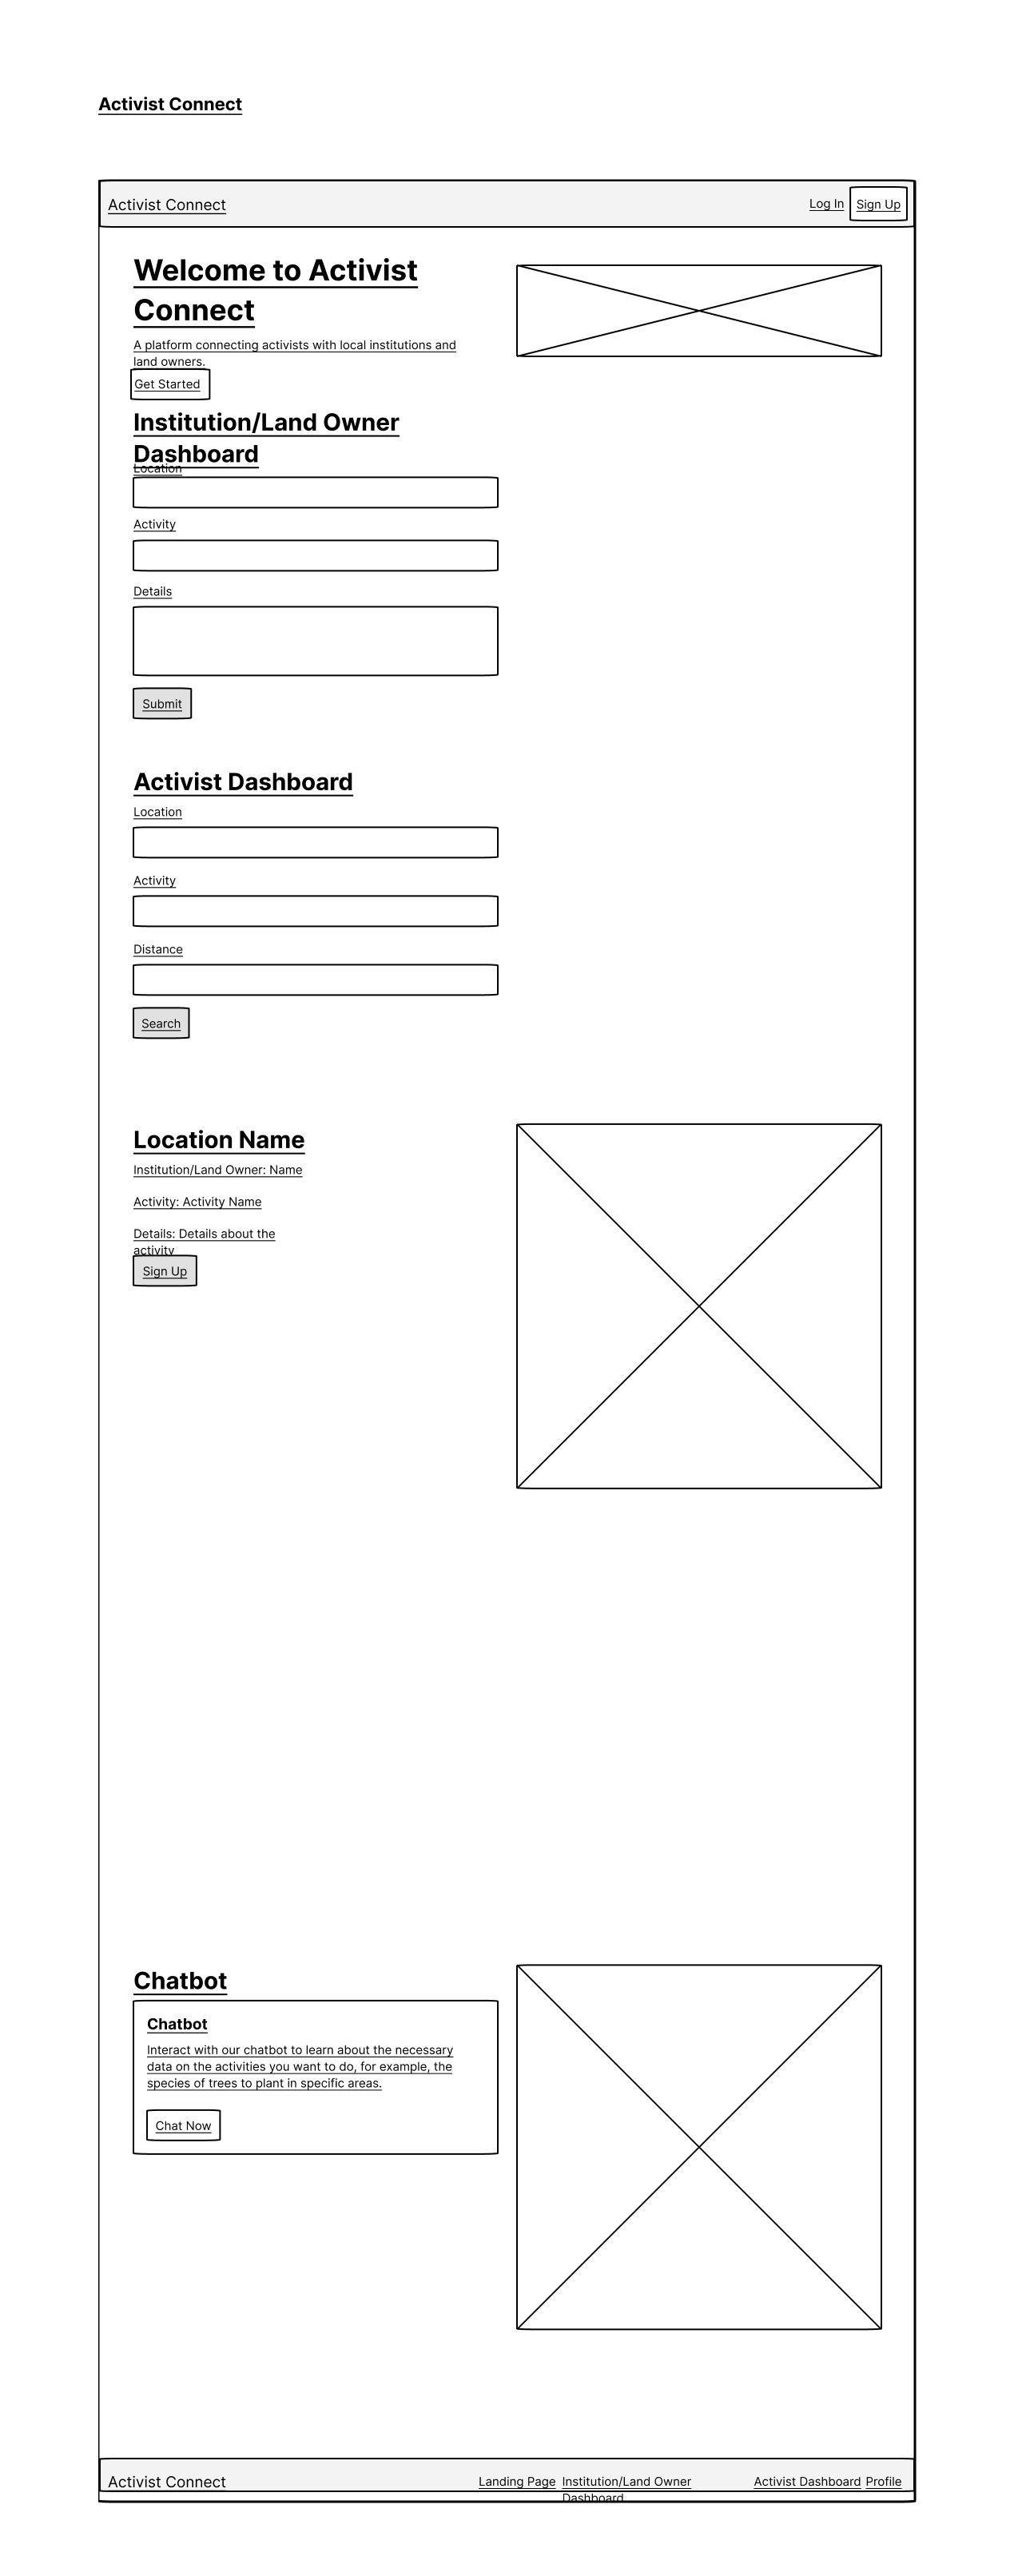 Activist Connect
Activist Connect
Log In
Sign Up
Welcome to Activist
Connect
A platform connecting activists with local institutions and
land owners.
Get Started
Institution/Land Owner
Dashboard
Location
Activity
Details
Submit
Activist Dashboard
Location
Activity
Distance
Search
Location Name
Institution/Land Owner: Name
Activity: Activity Name
Details: Details about the
activity
Sign Up
Chatbot
Chatbot
Interact with our chatbot to learn about the necessary
data on the activities you want to do, for example, the
species of trees to plant in specific areas.
Chat Now
Activist Connect
Landing Page
Institution/Land Owner
Dashboard
Activist Dashboard
Profile